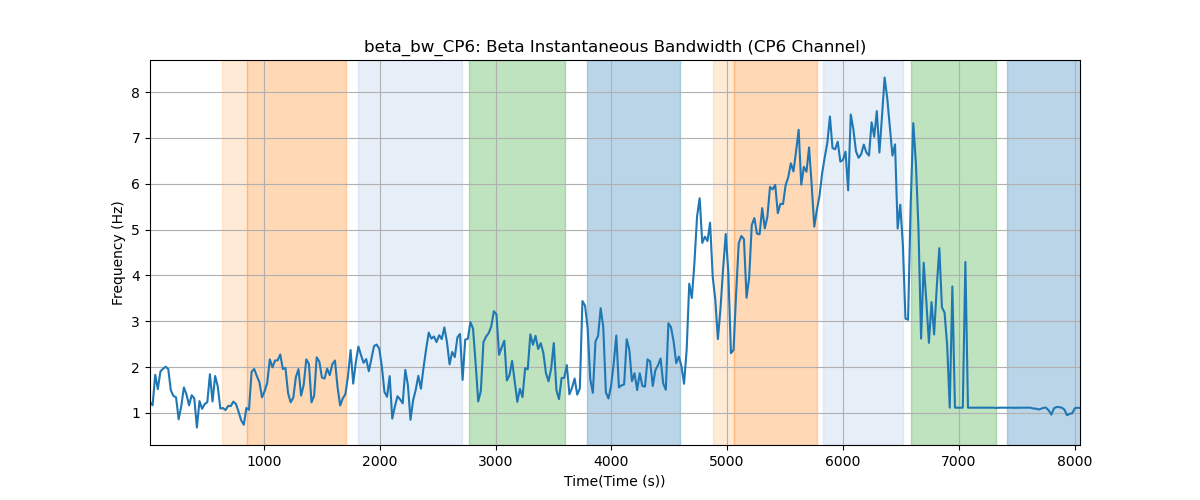 beta_bw_CP6: Beta Instantaneous Bandwidth (CP6 Channel)
Frequency (Hz)
8
7
6
5
4
3
2
1
1000 2000 3000 4000 5000 6000 7000 8000
Time(Time (s))